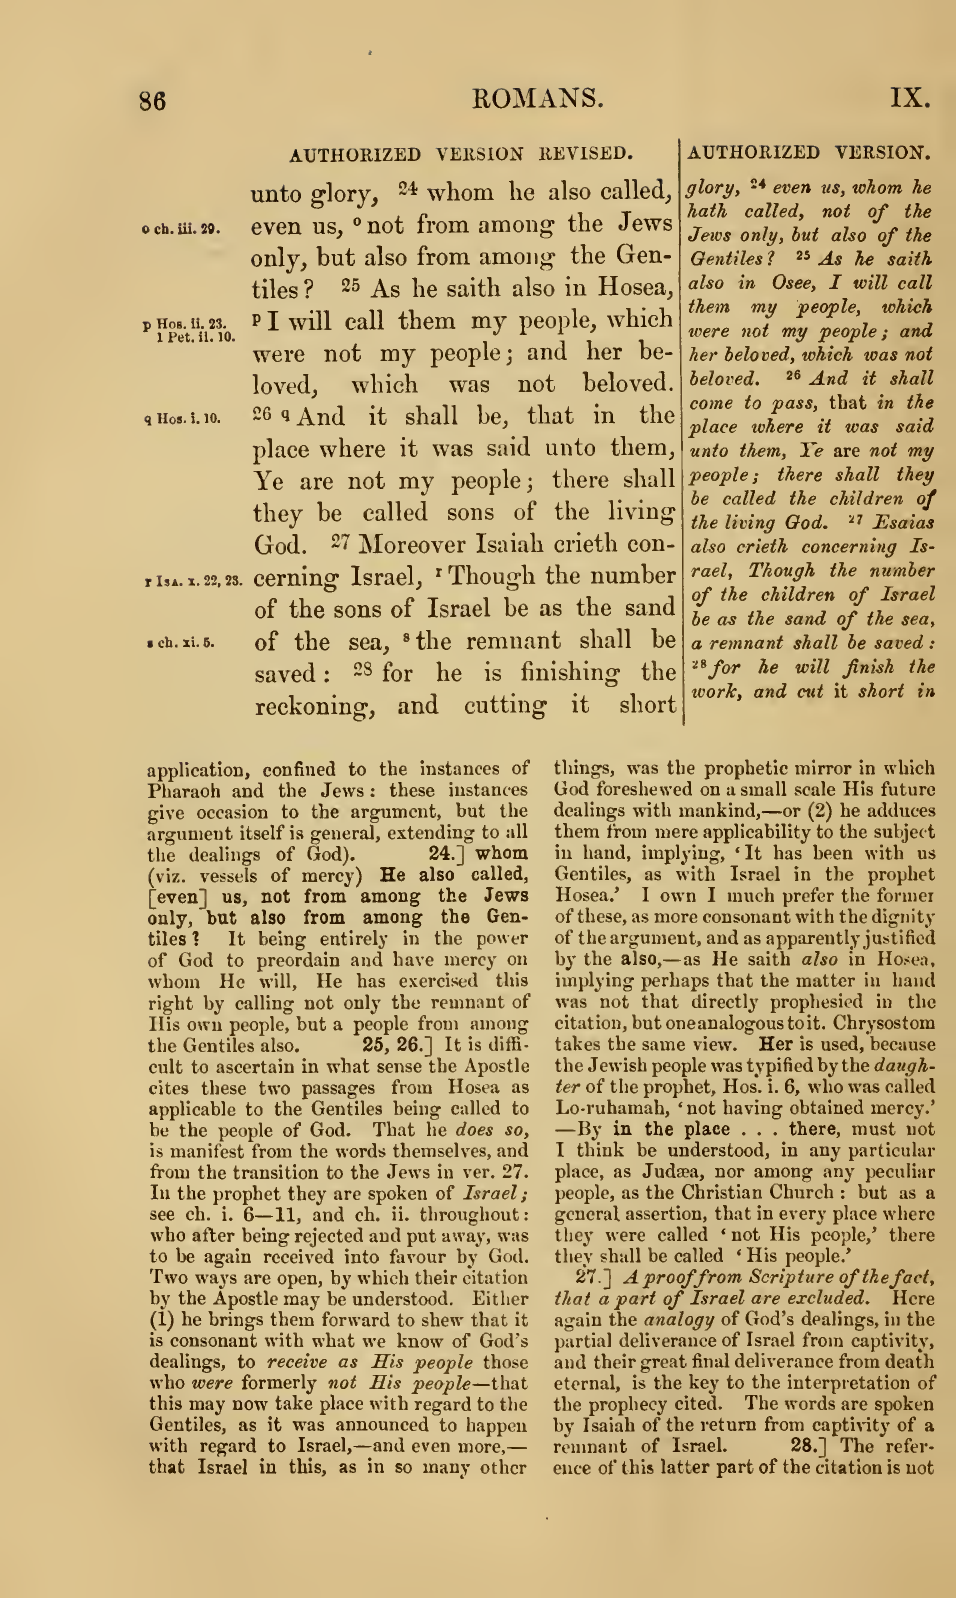 86 ROMANS. IX.
AUTHORIZED VERSION REVISED.
unto glory, 24 whom he also called,
o ch. iii. 29. even us, o not from among the Jews
only, but also from among the Gen-
tiles? 25 As he saith also in Hosea,
p Hos. ii. 23. p I will call them my people, which
1 Pet. ii. 10.
were not my people; and her be-
loved, which was not beloved.
q Hos. i. 10. 26 q And it shall be, that in the
place where it was said unto them,
Ye are not my people; there shall
they be called sons of the living
God. 27 Moreover Isaiah crieth con-
r ISA. x. 22, 23. cerning Israel, r Though the number
of the sons of Israel be as the sand
s ch. xi. 5. of the sea, s the remnant shall be
saved: 28 for he is finishing the
reckoning, and cutting it short
AUTHORIZED VERSION.
glory, 24 even us, whom he
hath called, not of the
Jews only, but also of the
Gentiles? 25 As he saith
also in Osee, I will call
them my people, which
were not my people; and
her beloved, which was not
beloved. 26 And it shall
come to pass, that in the
place where it was said
unto them, Ye are not my
people; there shall they
be called the children of
the living God. 27 Esaias
also crieth concerning Is-
rael, Though the number
of the children of Israel
be as the sand of the sea,
a remnant shall be saved:
28 for he will finish the
work, and cut it short in
application, confined to the instances of
Pharaoh and the Jews: these instances
give occasion to the argument, but the
argument itself is general, extending to all
the dealings of God). 24.] whom
(viz. vessels of mercy) He also called,
[even] us, not from among the Jews
only, but also from among the Gen-
tiles? It being entirely in the power
of God to preordain and have mercy on
whom He will, He has exercised this
right by calling not only the remnant of
His own people, but a people from among
the Gentiles also. 25, 26.] It is diffi-
cult to ascertain in what sense the Apostle
cites these two passages from Hosea as
applicable to the Gentiles being called to
be the people of God. That he does so,
is manifest from the words themselves, and
from the transition to the Jews in ver. 27.
In the prophet they are spoken of Israel;
see ch. i. 6—11, and ch. ii. throughout:
who after being rejected and put away, was
to be again received into favour by God.
Two ways are open, by which their citation
by the Apostle may be understood. Either
(1) he brings them forward to shew that it
is consonant with what we know of God's
dealings, to receive as His people those
who were formerly not His people—that
this may now take place with regard to the
Gentiles, as it was announced to happen
with regard to Israel,—and even more,—
that Israel in this, as in so many other
things, was the prophetic mirror in which
God foreshewed on a small scale His future
dealings with mankind,—or (2) he adduces
them from mere applicability to the subject
in hand, implying, 'It has been with us
Gentiles, as with Israel in the prophet
Hosea.' I own I much prefer the former
of these, as more consonant with the dignity
of the argument, and as apparently justified
by the also,—as He saith also in Hosea,
implying perhaps that the matter in hand
was not that directly prophesied in the
citation, but one analogous to it. Chrysostom
takes the same view. Her is used, because
the Jewish people was typified by the daugh-
ter of the prophet, Hos. i. 6, who was called
Lo-ruhamah, 'not having obtained mercy.'
—By in the place . . . there, must not
I think be understood, in any particular
place, as Judæa, nor among any peculiar
people, as the Christian Church: but as a
general assertion, that in every place where
they were called 'not His people,' there
they shall be called 'His people.'
27.] A proof from Scripture of the fact,
that a part of Israel are excluded. Here
again the analogy of God's dealings, in the
partial deliverance of Israel from captivity,
and their great final deliverance from death
eternal, is the key to the interpretation of
the prophecy cited. The words are spoken
by Isaiah of the return from captivity of a
remnant of Israel. 28.] The refer-
ence of this latter part of the citation is not